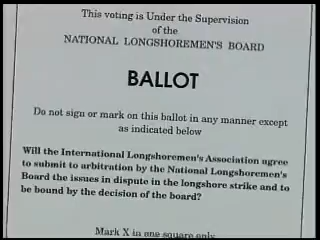 This voting is Under the Supervision
of the
NATIONAL LONGSHOREMEN'S BOARD
BALLOT
Do not sign or mark on this ballot in any manner except
as indicated below
Will the International Longshoremen's Association agree
to submit to arbitration by the National Longshoremen's
Board the issues in dispute in the longshore strike and to
be bound by the decision of the board?
Mark X in one square only